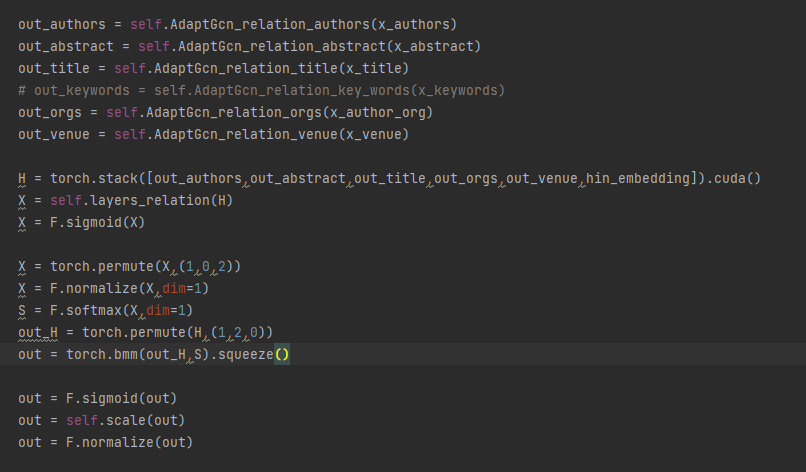 out_authors = self.AdaptGcn_relation_authors(x_authors)
out_abstract = self.AdaptGcn_relation_abstract(x_abstract)
out_title = self.AdaptGcn_relation_title(x_title)
# out_keywords = self.AdaptGcn_relation_key_words(x_keywords)
out_orgs = self.AdaptGcn_relation_orgs(x_author_org)
out_venue = self.AdaptGcn_relation_venue(x_venue)
H = torch.stack([out_authors,out_abstract,out_title,out_orgs,out_venue,hin_embedding]).cuda()
X = self.layers_relation(H)
X = F.sigmoid(X)
X = torch.permute(X,(1,0,2))
X = F.normalize(X,dim=1)
S = F.softmax(X,dim=1)
out_H = torch.permute(H,(1,2,0))
out = torch.bmm(out_H,S).squeeze()
out = F.sigmoid(out)
out = self.scale(out)
out = F.normalize(out)